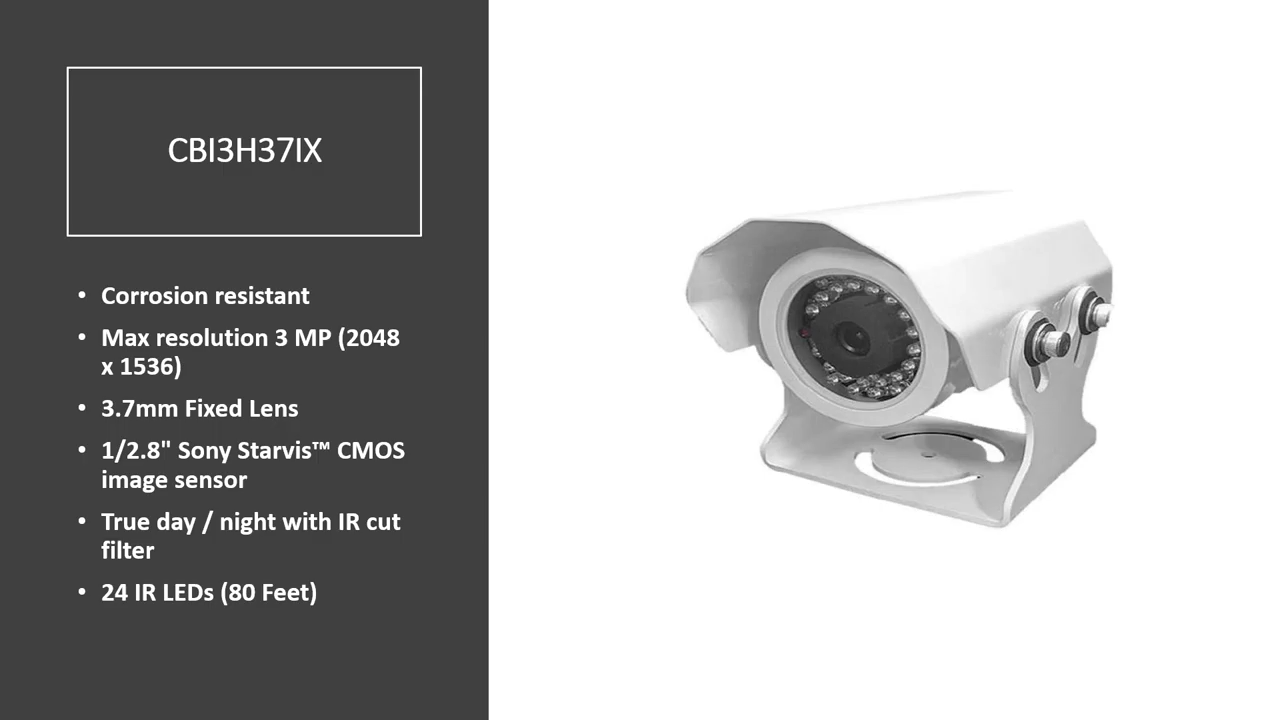 CBI3H37IX
• Corrosion resistant
• Max resolution 3 MP (2048
x 1536)
• 3.7mm Fixed Lens
• 1/2.8" Sony Starvis™ CMOS
image sensor
• True day / night with IR cut
filter
• 24 IR LEDs (80 Feet)